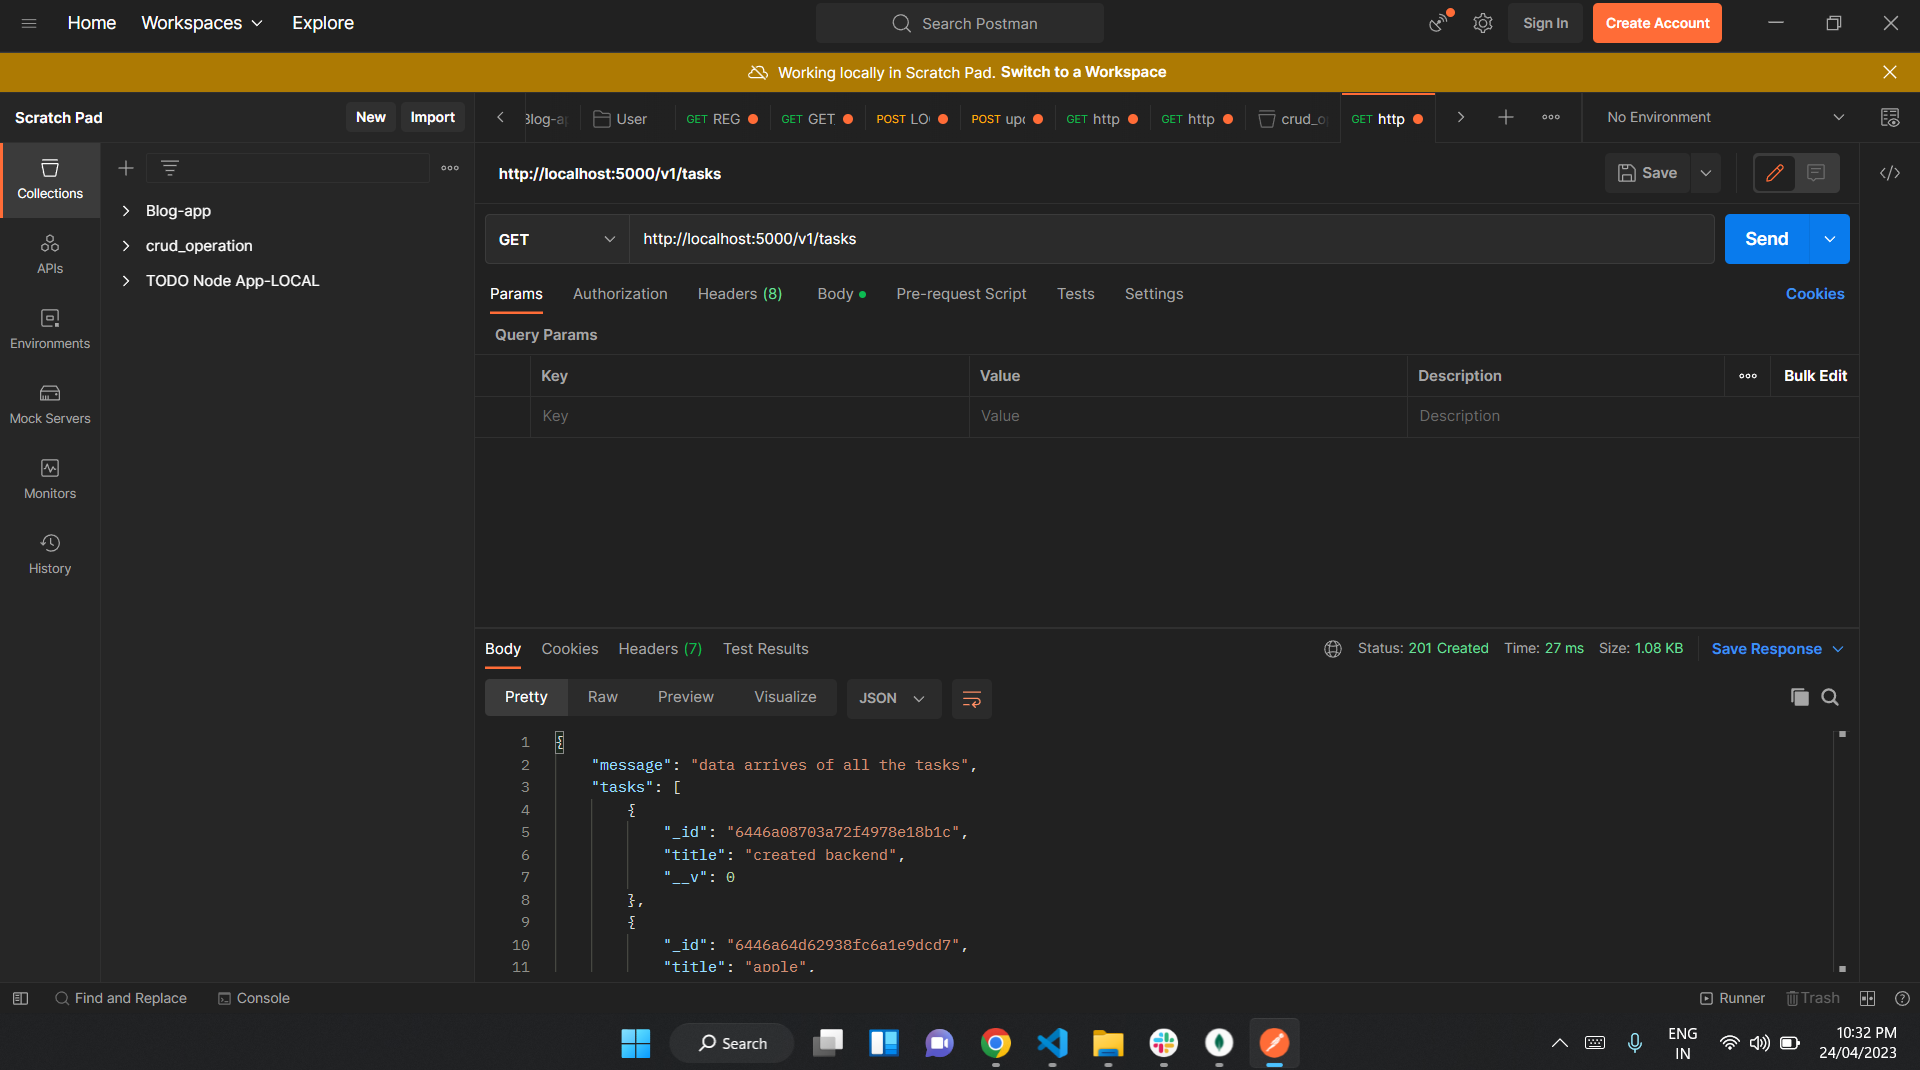 Home Workspaces Explore Search Postman Sign In Create Account
Working locally in Scratch Pad. Switch to a Workspace
Scratch Pad New Import
User GET REG GET GET POST LO POST GET http GET http GET http No Environment
Collections
APIs
Environments
Mock Servers
Monitors
History
Blog-app
crud_operation
TODO Node App-LOCAL
http://localhost:5000/v1/tasks Save
GET http://localhost:5000/v1/tasks Send
Params Authorization Headers (8) Body Pre-request Script Tests Settings Cookies
Query Params
Key Value Description Bulk Edit
Key Value Description
Body Cookies Headers (7) Test Results Status: 201 Created Time: 27 ms Size: 1.08 KB Save Response
Pretty Raw Preview Visualize JSON
1 {
2 "message": "data arrives of all the tasks",
3 "tasks": [
4 {
5 "_id": "6446a08703a72f4978e18b1c",
6 "title": "created backend",
7 "__v": 0
8 },
9 {
10 "_id": "6446a64d62938fc6a1e9dcd7",
11 "title": "apple",
Find and Replace Console Runner Trash
Search
ENG
IN
10:32 PM
24/04/2023